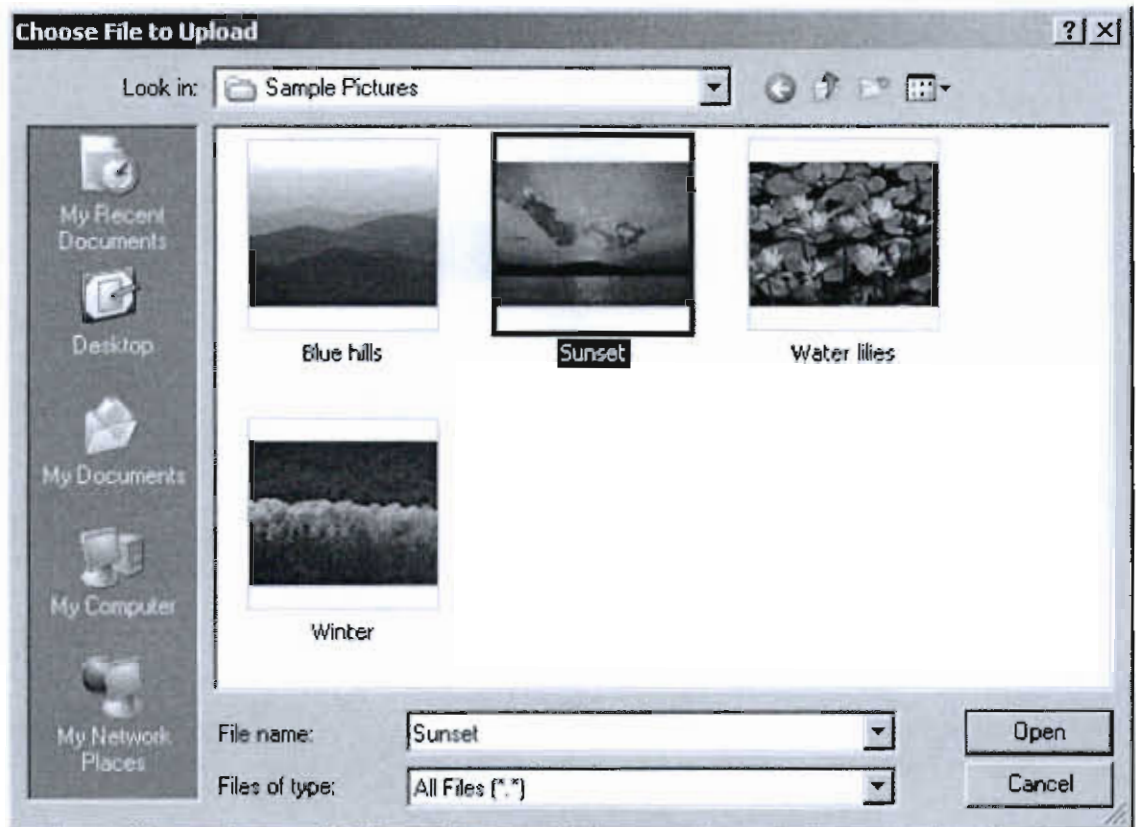 Choose File to Upload
? X
Look in: Sample Pictures
My Recent
Documents
Desktop
My Documents
My Computer
My Network
Places
Blue hills
Sunset
Water lilies
Winter
File name: Sunset
Open
Files of type: All Files (*.*)
Cancel